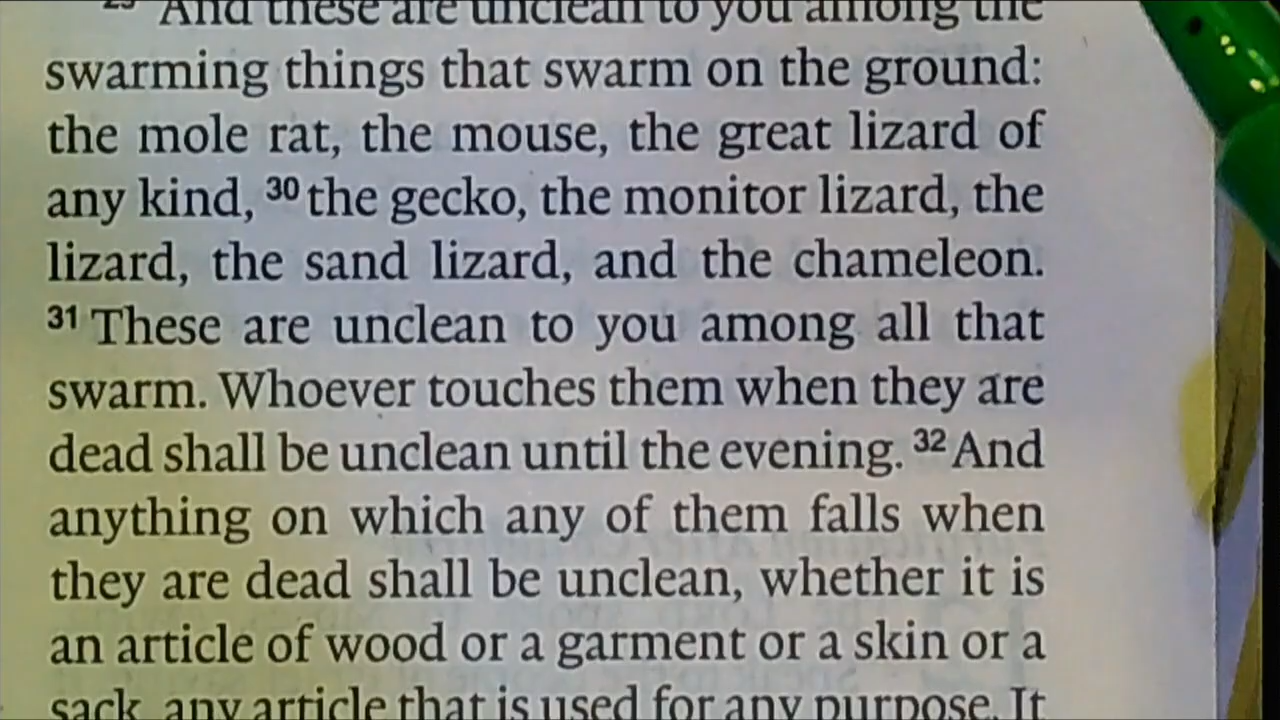 29 And these are unclean to you among the
swarming things that swarm on the ground:
the mole rat, the mouse, the great lizard of
any kind, 30 the gecko, the monitor lizard, the
lizard, the sand lizard, and the chameleon.
31 These are unclean to you among all that
swarm. Whoever touches them when they are
dead shall be unclean until the evening. 32 And
anything on which any of them falls when
they are dead shall be unclean, whether it is
an article of wood or a garment or a skin or a
sack, any article that is used for any purpose. It